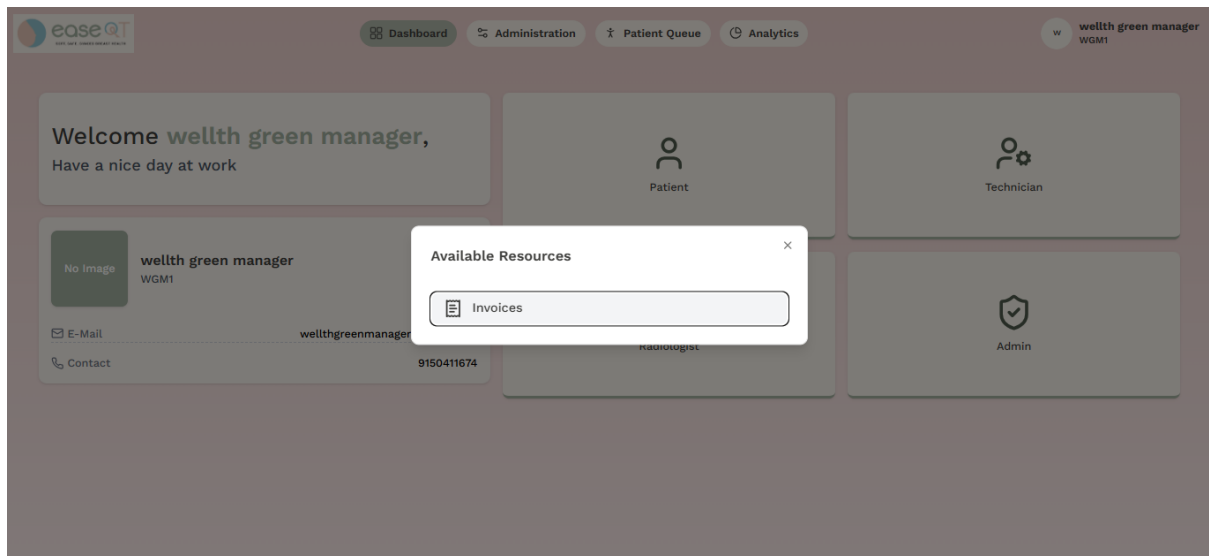 ease QT
Dashboard
Administration
Patient Queue
Analytics
W
wellth green manager
WGM1
Welcome wellth green manager,
Have a nice day at work
Patient
Technician
No Image
wellth green manager
WGM1
E-Mail
wellthgreenmanager
Contact
9150411674
Available Resources
×
Invoices
Radiologist
Admin